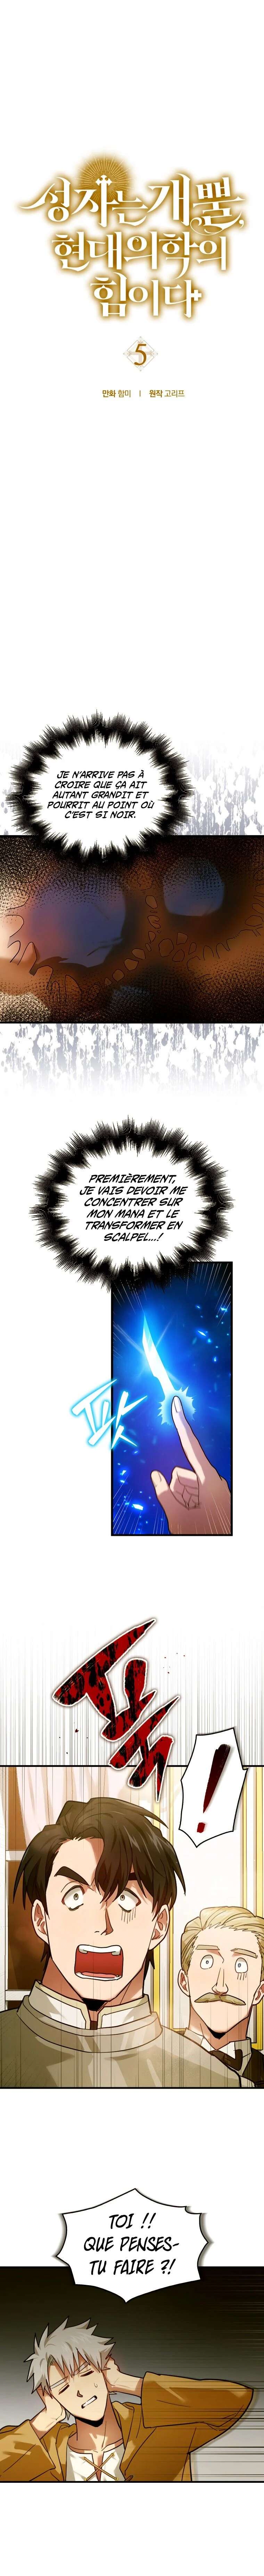 성자는 개뿔,
현대의학의
힘이다
5
만화 함미 | 원작 고리프
JE N'ARRIVE PAS À
CROIRE QUE ÇA AIT
AUTANT GRANDIT ET
POURRIT AU POINT OÙ
C'EST SI NOIR.
PREMIÈREMENT,
JE VAIS DEVOIR ME
CONCENTRER SUR
MON MANA ET LE
TRANSFORMER EN
SCALPEL...!
팟
푹
!
TOI !!
QUE PENSES-
TU FAIRE ?!